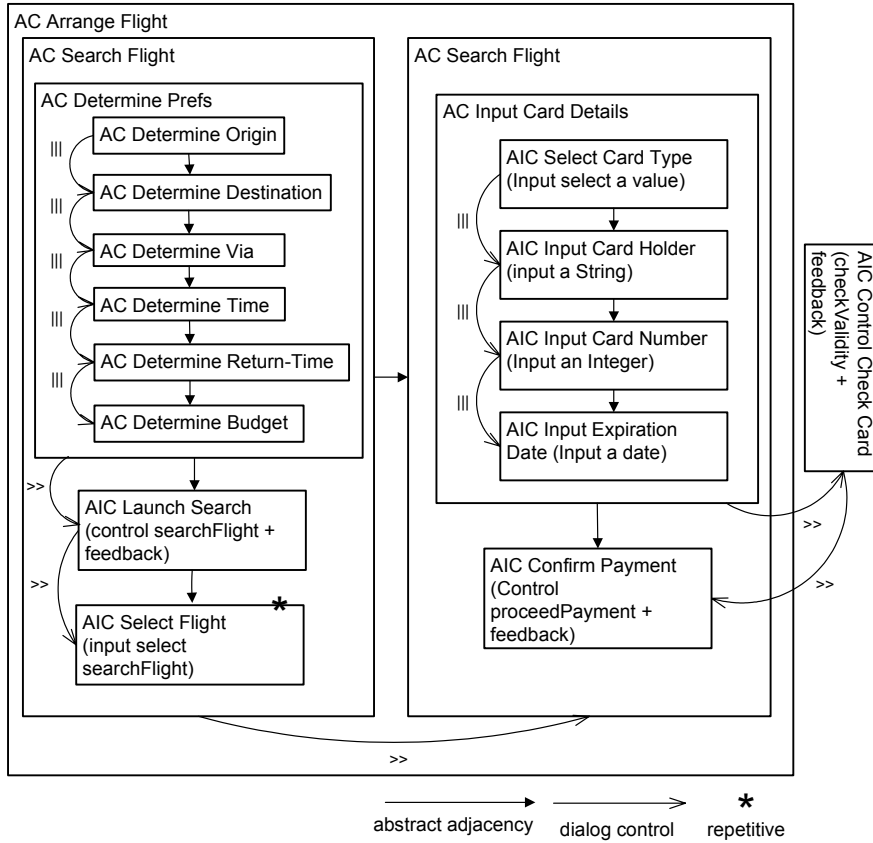 AC Arrange Flight
AC Search Flight
AC Determine Prefs
AC Determine Origin
|||
AC Determine Destination
|||
AC Determine Via
|||
AC Determine Time
|||
AC Determine Return-Time
|||
AC Determine Budget
>>
AIC Launch Search
(control searchFlight +
feedback)
>>
*
AIC Select Flight
(input select
searchFlight)
AC Search Flight
AC Input Card Details
AIC Select Card Type
(Input select a value)
|||
AIC Input Card Holder
(input a String)
|||
AIC Input Card Number
(Input an Integer)
|||
AIC Input Expiration
Date (Input a date)
>>
AIC Confirm Payment
(Control
proceedPayment +
feedback)
>>
AIC Control Check Card
(checkValidity +
feedback)
>>
abstract adjacency
dialog control
*
repetitive